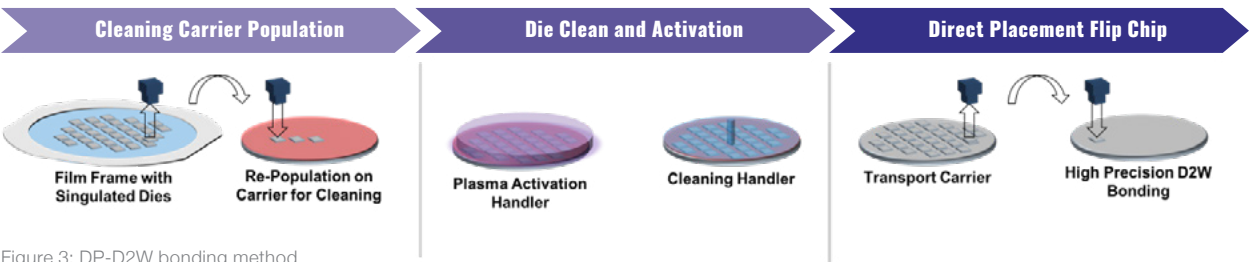 Cleaning Carrier Population
Die Clean and Activation
Direct Placement Flip Chip
Film Frame with
Singulated Dies
Re-Population on
Carrier for Cleaning
Plasma Activation
Handler
Cleaning Handler
Transport Carrier
High Precision D2W
Bonding
Figure 3: DP-D2W bonding method